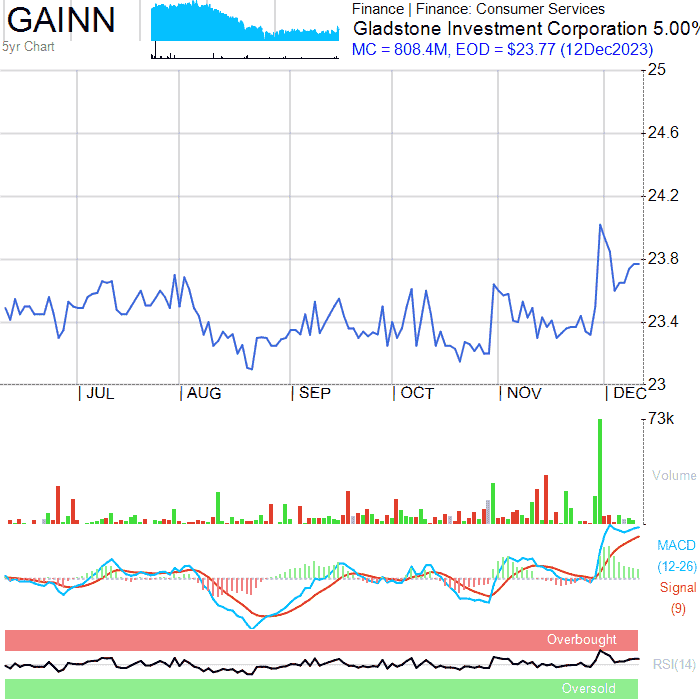 GAINN
5yr Chart
Finance | Finance: Consumer Services
Gladstone Investment Corporation 5.00%
MC = 808.4M, EOD = $23.77 (12Dec2023)
25
24.6
24.2
23.8
23.4
23
| JUL | AUG | SEP | OCT | NOV | DEC
73k
Volume
MACD
(12-26)
Signal
(9)
Overbought
RSI(14)
Oversold